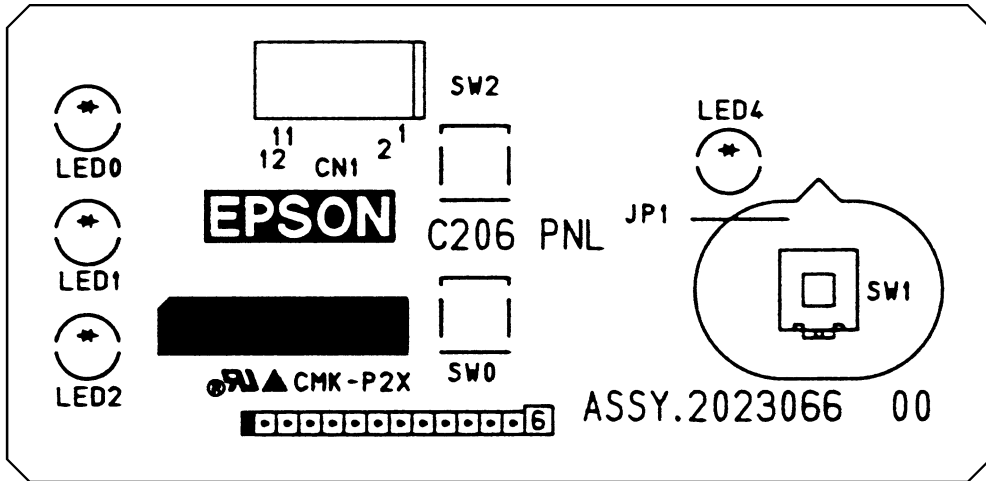 SW2
LED4
LED0
11
1
12
2
CN1
EPSON
C206 PNL
JP1
LED1
SW1
LED2
SW0
® RU CMK-P2X
ASSY.2023066 00
6